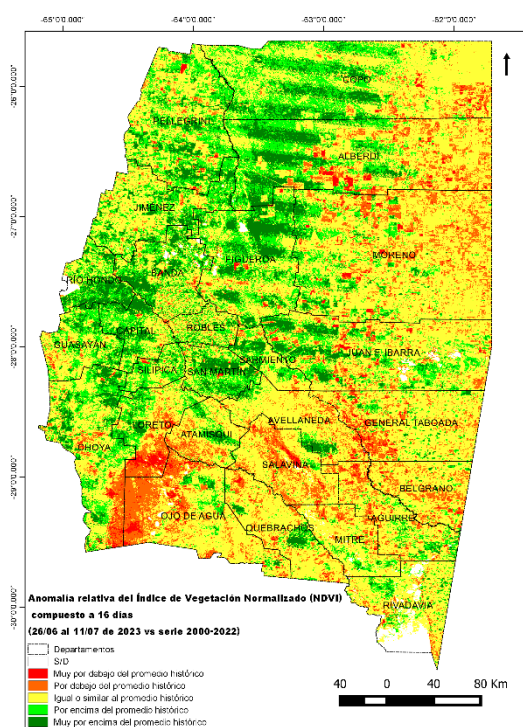 -65°0'0.000" -64°0'0.000" -63°0'0.000" -62°0'0.000"
-26°0'0.000"
COPO
PELLEGRINI
ALBERDI
-27°0'0.000"
JIMÉNEZ
MORENO
FIGUEROA
BANDA
RÍO HONDO
ROBLES
CAPITAL
-28°0'0.000"
GUASAYÁN
SARMIENTO
JUAN F. IBARRA
SILIPICA
SAN MARTÍN
LORETO
AVELLANEDA
GENERAL TABOADA
ATAMISQUI
CHOYA
SALAVINA
-29°0'0.000"
BELGRANO
OJO DE AGUA
AGUIRRE
QUEBRACHOS
MITRE
-30°0'0.000"
RIVADAVIA
Anomalía relativa del Índice de Vegetación Normalizado (NDVI)
compuesto a 16 días
(26/06 al 11/07 de 2023 vs serie 2000-2022)
Departamentos
S/D
Muy por debajo del promedio histórico
Por debajo del promedio histórico
Igual o similar al promedio histórico
Por encima del promedio histórico
Muy por encima del promedio histórico
40 0 40 80 Km